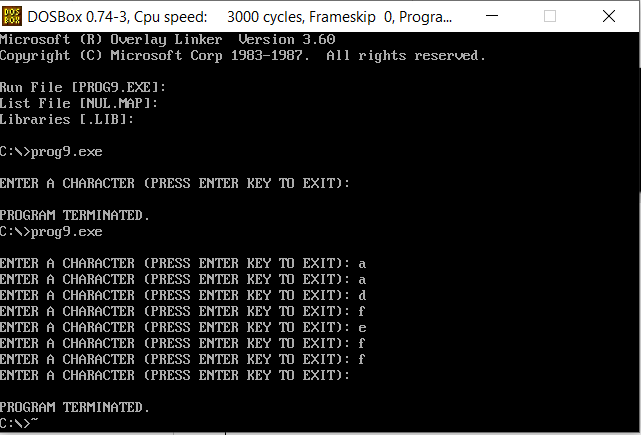 DOS
BOX
DOSBox 0.74-3, Cpu speed: 3000 cycles, Frameskip 0, Progra...
Microsoft (R) Overlay Linker Version 3.60
Copyright (C) Microsoft Corp 1983-1987. All rights reserved.
Run File [PROG9.EXE]:
List File [NUL.MAP]:
Libraries [.LIB]:
C:\>prog9.exe
ENTER A CHARACTER (PRESS ENTER KEY TO EXIT):
PROGRAM TERMINATED.
C:\>prog9.exe
ENTER A CHARACTER (PRESS ENTER KEY TO EXIT): a
ENTER A CHARACTER (PRESS ENTER KEY TO EXIT): a
ENTER A CHARACTER (PRESS ENTER KEY TO EXIT): d
ENTER A CHARACTER (PRESS ENTER KEY TO EXIT): f
ENTER A CHARACTER (PRESS ENTER KEY TO EXIT): e
ENTER A CHARACTER (PRESS ENTER KEY TO EXIT): f
ENTER A CHARACTER (PRESS ENTER KEY TO EXIT): f
ENTER A CHARACTER (PRESS ENTER KEY TO EXIT):
PROGRAM TERMINATED.
C:\>~